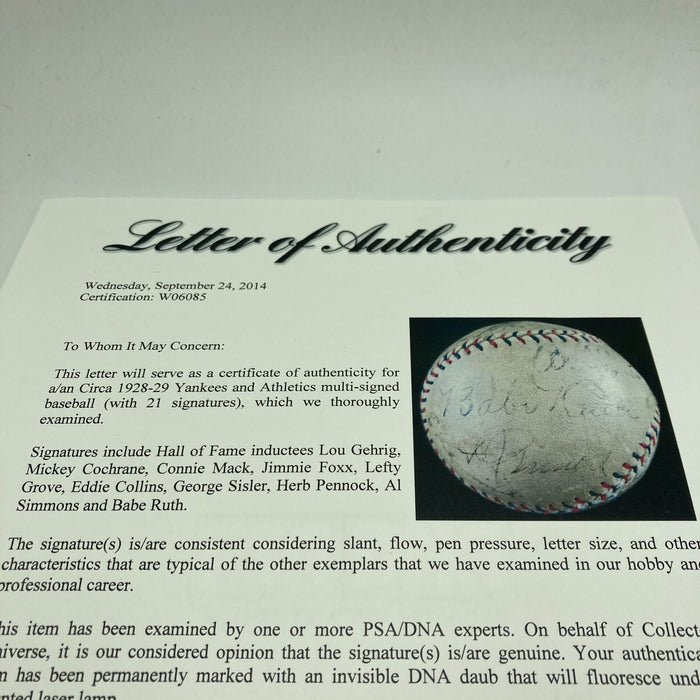 Letter of Authenticity
Wednesday, September 24, 2014
Certification: W06085
To Whom It May Concern:
This letter will serve as a certificate of authenticity for
a/an Circa 1928-29 Yankees and Athletics multi-signed
baseball (with 21 signatures), which we thoroughly
examined.
Signatures include Hall of Fame inductees Lou Gehrig,
Mickey Cochrane, Connie Mack, Jimmie Foxx, Lefty
Grove, Eddie Collins, George Sisler, Herb Pennock, Al
Simmons and Babe Ruth.
Babe Ruth
The signature(s) is/are consistent considering slant, flow, pen pressure, letter size, and other
characteristics that are typical of the other exemplars that we have examined in our hobby and
professional career.
his item has been examined by one or more PSA/DNA experts. On behalf of Collect
niverse, it is our considered opinion that the signature(s) is/are genuine. Your authentica
m has been permanently marked with an invisible DNA daub that will fluoresce und
laser lamp.